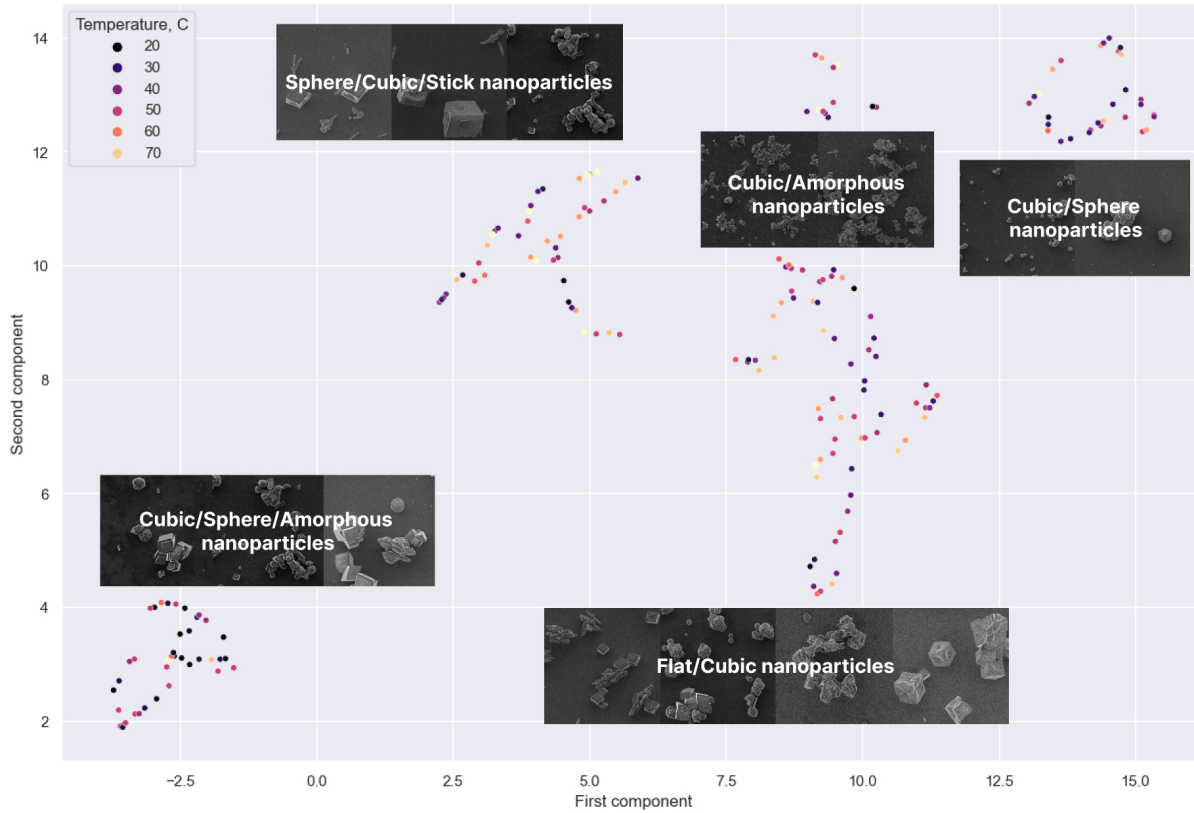 Temperature, C
20
30
40
50
60
70
Sphere/Cubic/Stick nanoparticles
Cubic/Amorphous
nanoparticles
Cubic/Sphere
nanoparticles
Cubic/Sphere/Amorphous
nanoparticles
Flat/Cubic nanoparticles
Second component
14
12
10
8
6
4
2
−2.5 0.0 2.5 5.0 7.5 10.0 12.5 15.0
First component